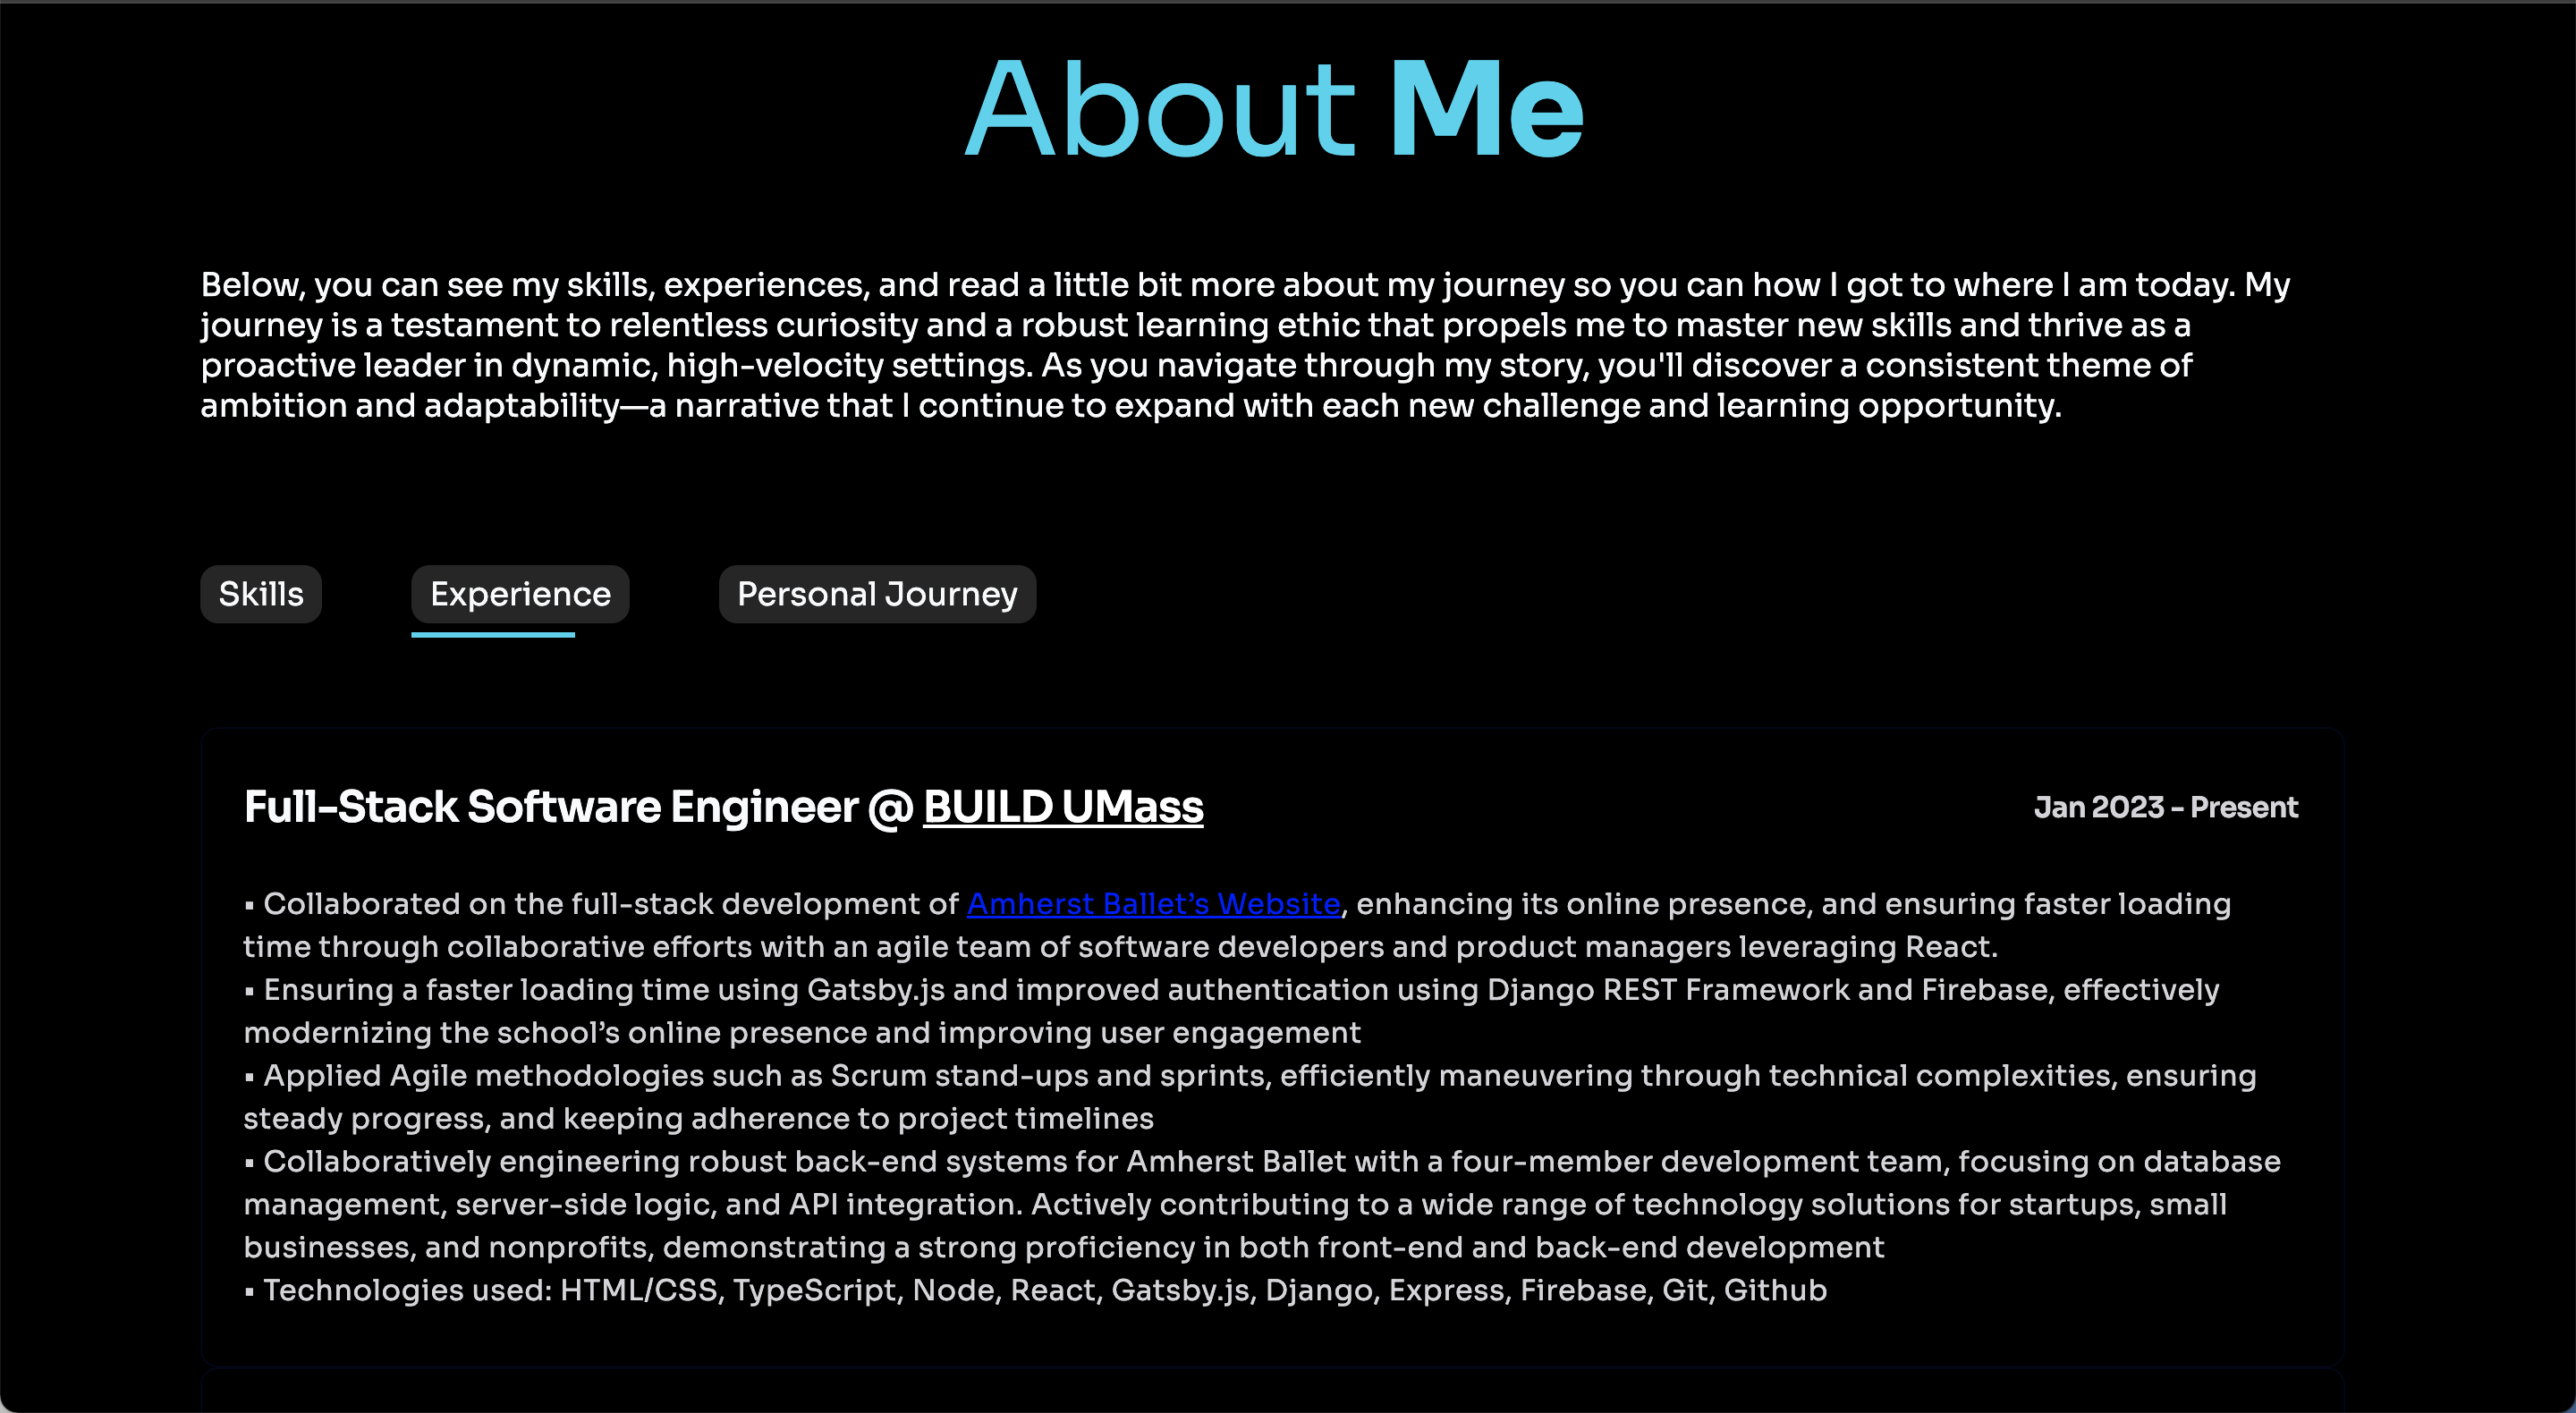 About Me
Below, you can see my skills, experiences, and read a little bit more about my journey so you can how I got to where I am today. My
journey is a testament to relentless curiosity and a robust learning ethic that propels me to master new skills and thrive as a
proactive leader in dynamic, high-velocity settings. As you navigate through my story, you'll discover a consistent theme of
ambition and adaptability—a narrative that I continue to expand with each new challenge and learning opportunity.
Skills
Experience
Personal Journey
Full-Stack Software Engineer @ BUILD UMass
Jan 2023 - Present
▪ Collaborated on the full-stack development of Amherst Ballet’s Website, enhancing its online presence, and ensuring faster loading
time through collaborative efforts with an agile team of software developers and product managers leveraging React.
▪ Ensuring a faster loading time using Gatsby.js and improved authentication using Django REST Framework and Firebase, effectively
modernizing the school’s online presence and improving user engagement
▪ Applied Agile methodologies such as Scrum stand-ups and sprints, efficiently maneuvering through technical complexities, ensuring
steady progress, and keeping adherence to project timelines
▪ Collaboratively engineering robust back-end systems for Amherst Ballet with a four-member development team, focusing on database
management, server-side logic, and API integration. Actively contributing to a wide range of technology solutions for startups, small
businesses, and nonprofits, demonstrating a strong proficiency in both front-end and back-end development
▪ Technologies used: HTML/CSS, TypeScript, Node, React, Gatsby.js, Django, Express, Firebase, Git, Github